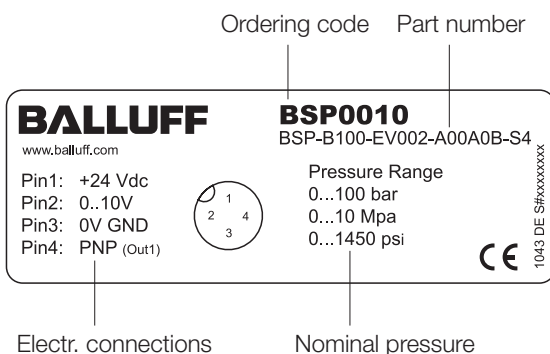 Ordering code Part number
BALLUFF
www.balluff.com
BSP0010
BSP-B100-EV002-A00A0B-S4
Pin1: +24 Vdc
Pin2: 0..10V
Pin3: 0V GND
Pin4: PNP (Out1)
1
2 4
3
Pressure Range
0...100 bar
0...10 Mpa
0...1450 psi
CE
1043 DE S#xxxxxxxx
Electr. connections Nominal pressure